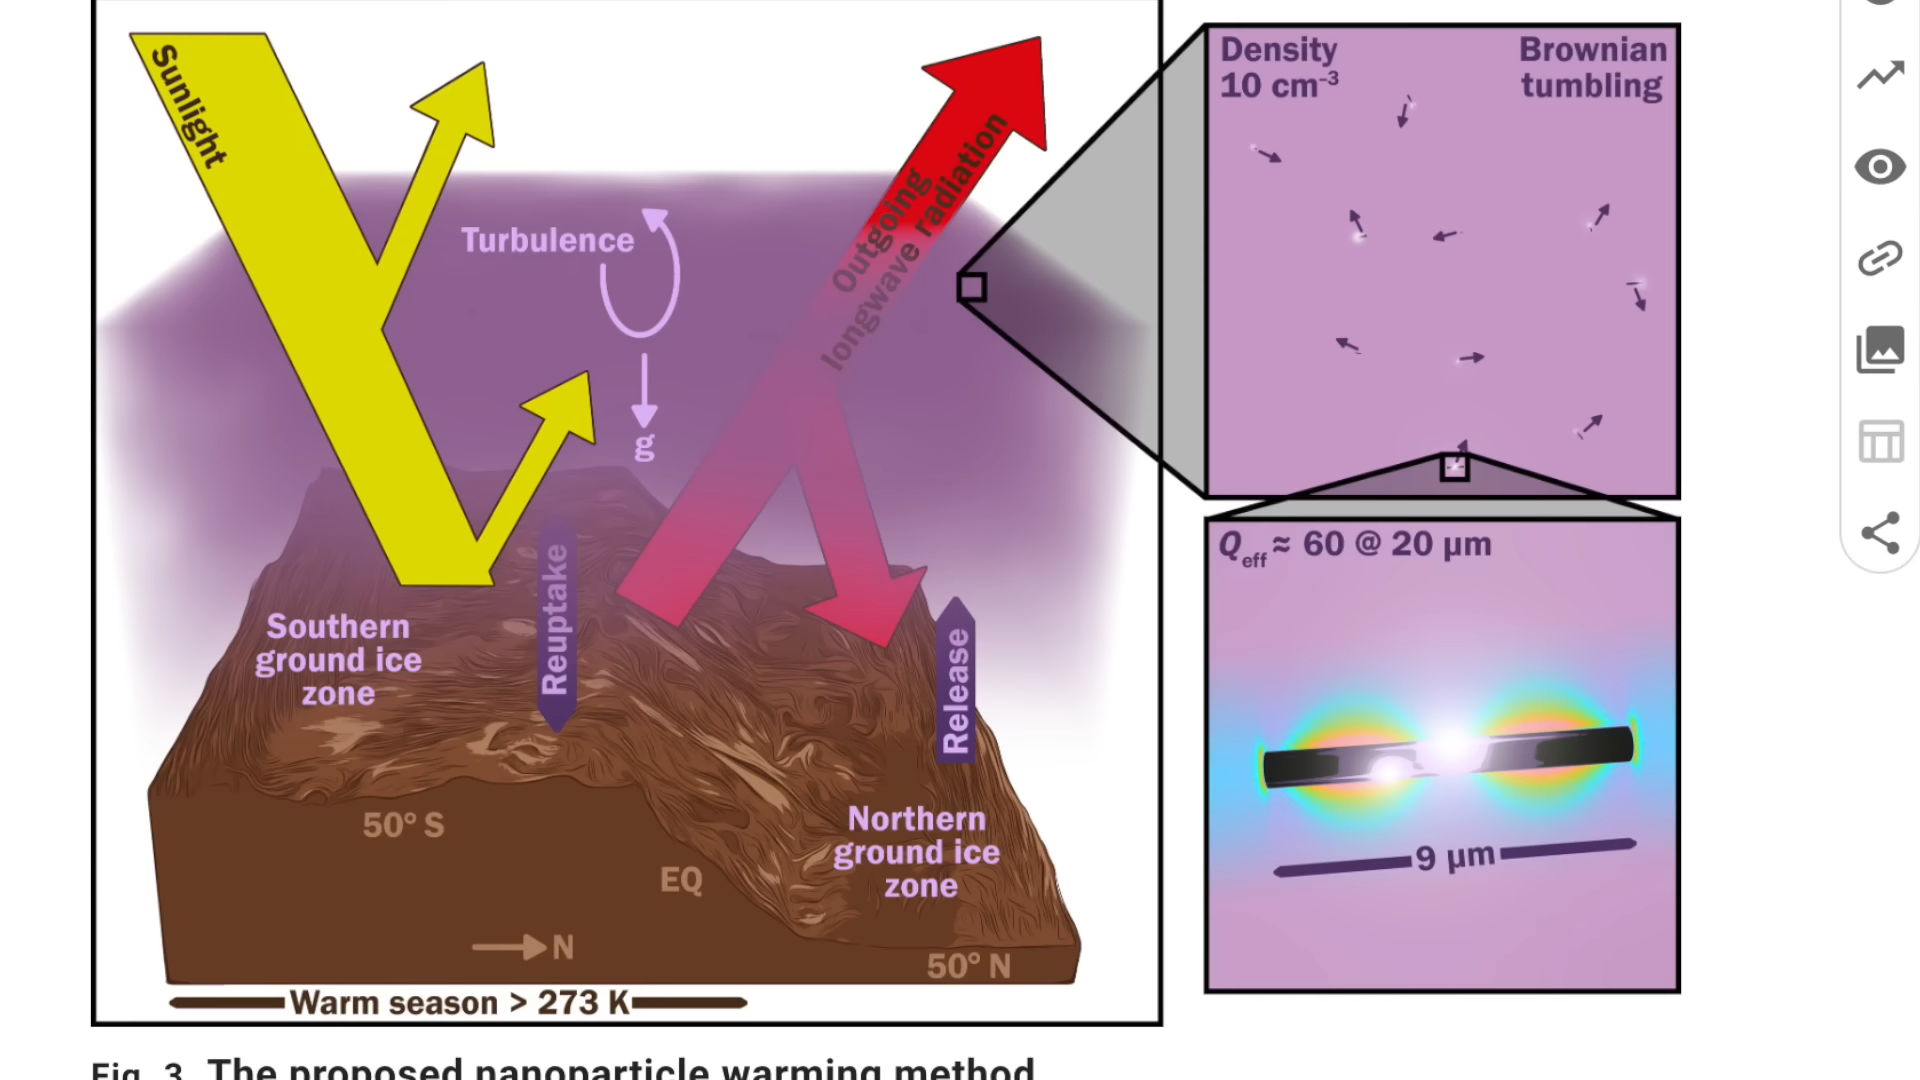 Sunlight
Turbulence
g
Outgoing
longwave radiation
Reuptake
Release
Southern
ground ice
zone
Northern
ground ice
zone
50° S
EQ
N
50° N
Warm season > 273 K
Density
10 cm⁻³
Brownian
tumbling
Qeff ≈ 60 @ 20 µm
9 µm
Fig. 3. The proposed nanoparticle warming method